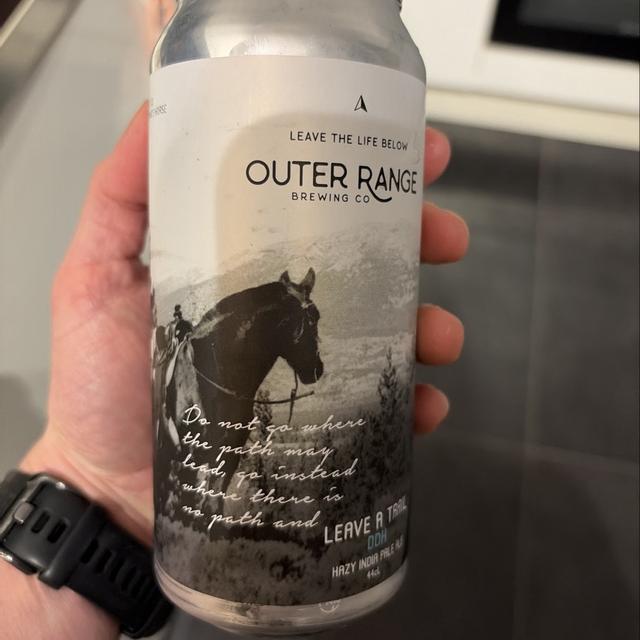 LEAVE THE LIFE BELOW
OUTER RANGE
BREWING CO
Do not go where
the path may
lead, go instead
where there is
no path and
LEAVE A TRAIL
DDH
HAZY INDIA PALE ALE
44cL